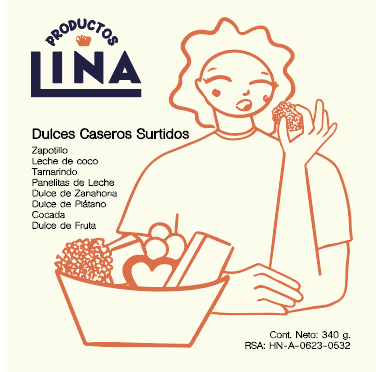 PRODUCTOS
LINA
Dulces Caseros Surtidos
Zapotillo
Leche de coco
Tamarindo
Panelitas de Leche
Dulce de Zanahoria
Dulce de Plátano
Cocada
Dulce de Fruta
Cont. Neto: 340 g.
RSA: HN-A-0623-0532